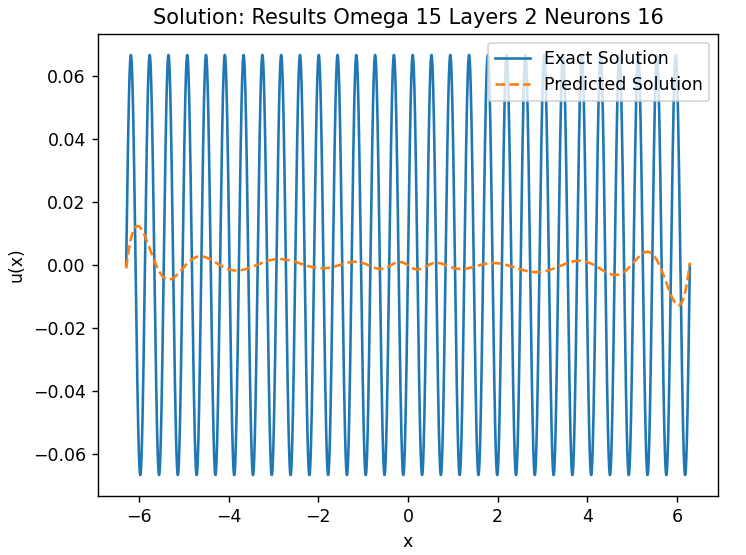 Solution: Results Omega 15 Layers 2 Neurons 16
Exact Solution
Predicted Solution
u(x)
0.06
0.04
0.02
0.00
−0.02
−0.04
−0.06
−6
−4
−2
0
2
4
6
x